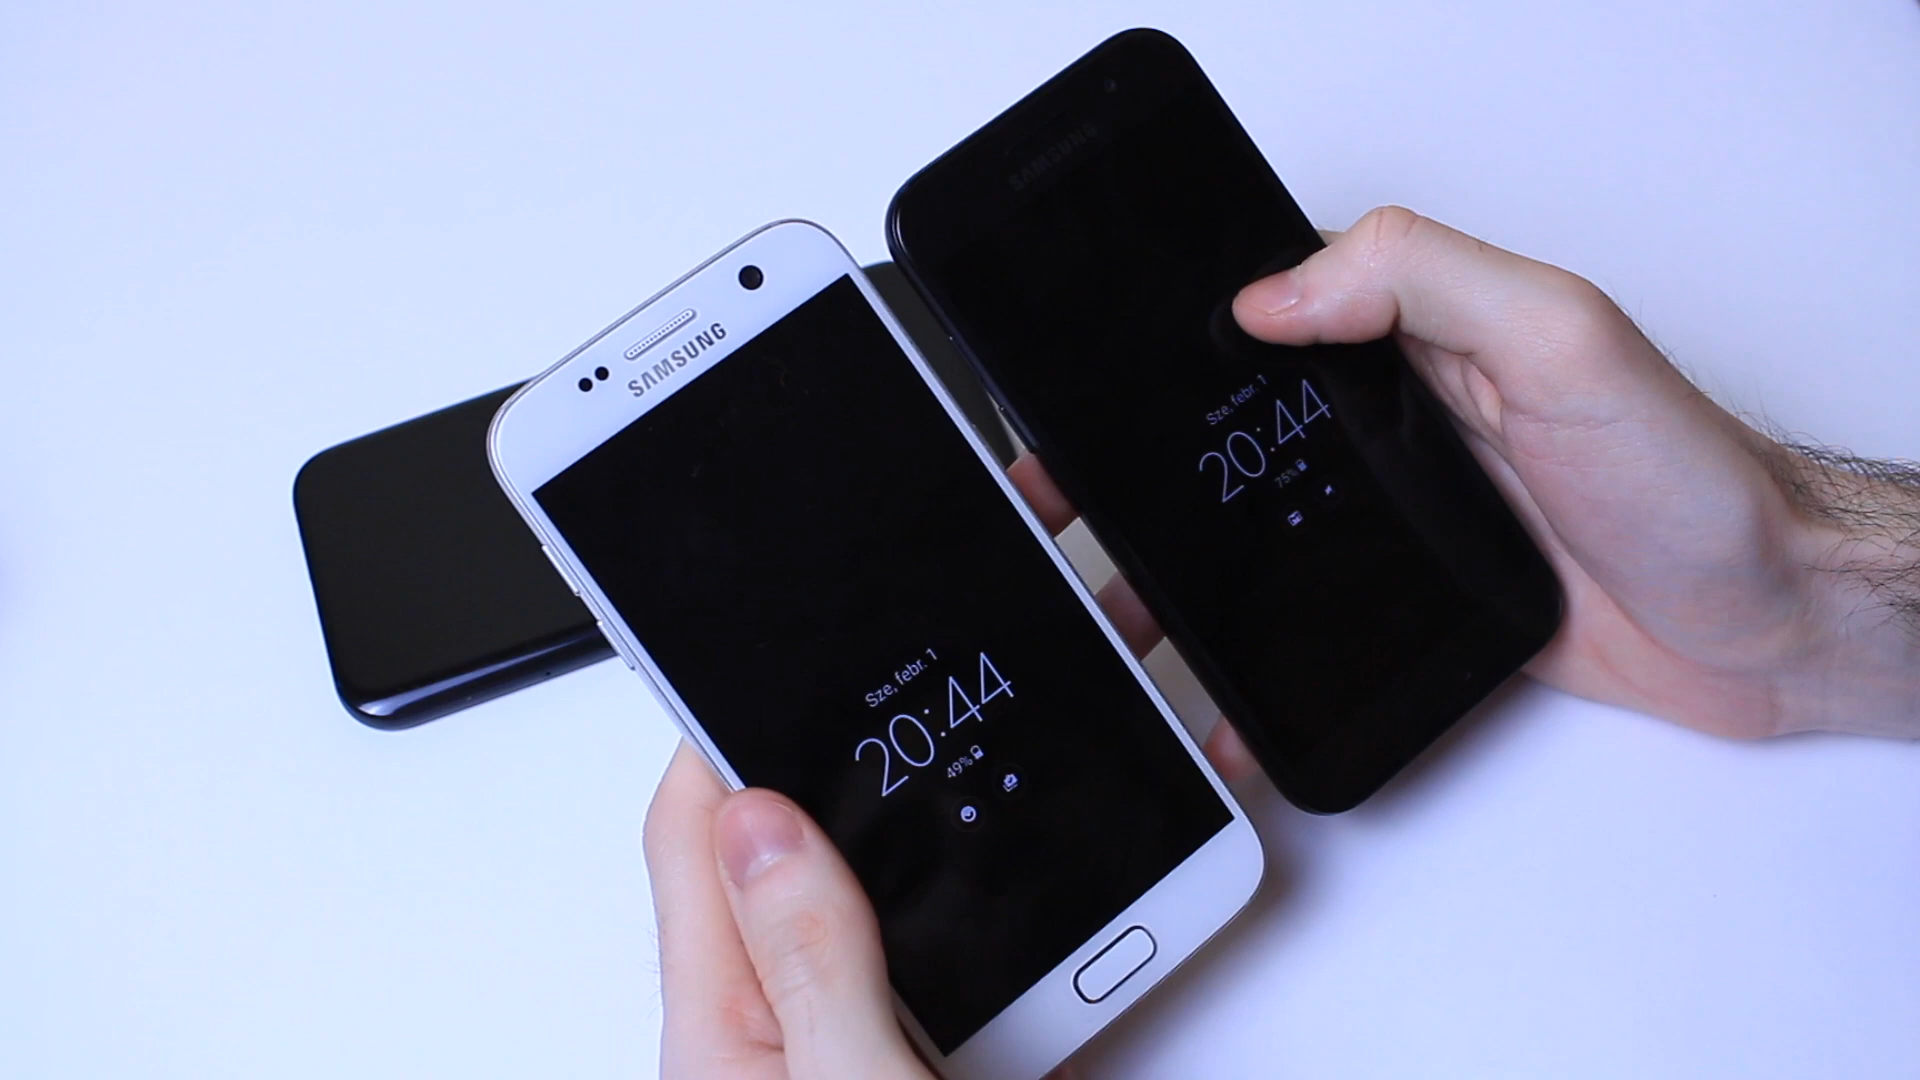 SAMSUNG
Sze, febr. 1
20:44
49%
SAMSUNG
Sze, febr. 1
20:44
75%